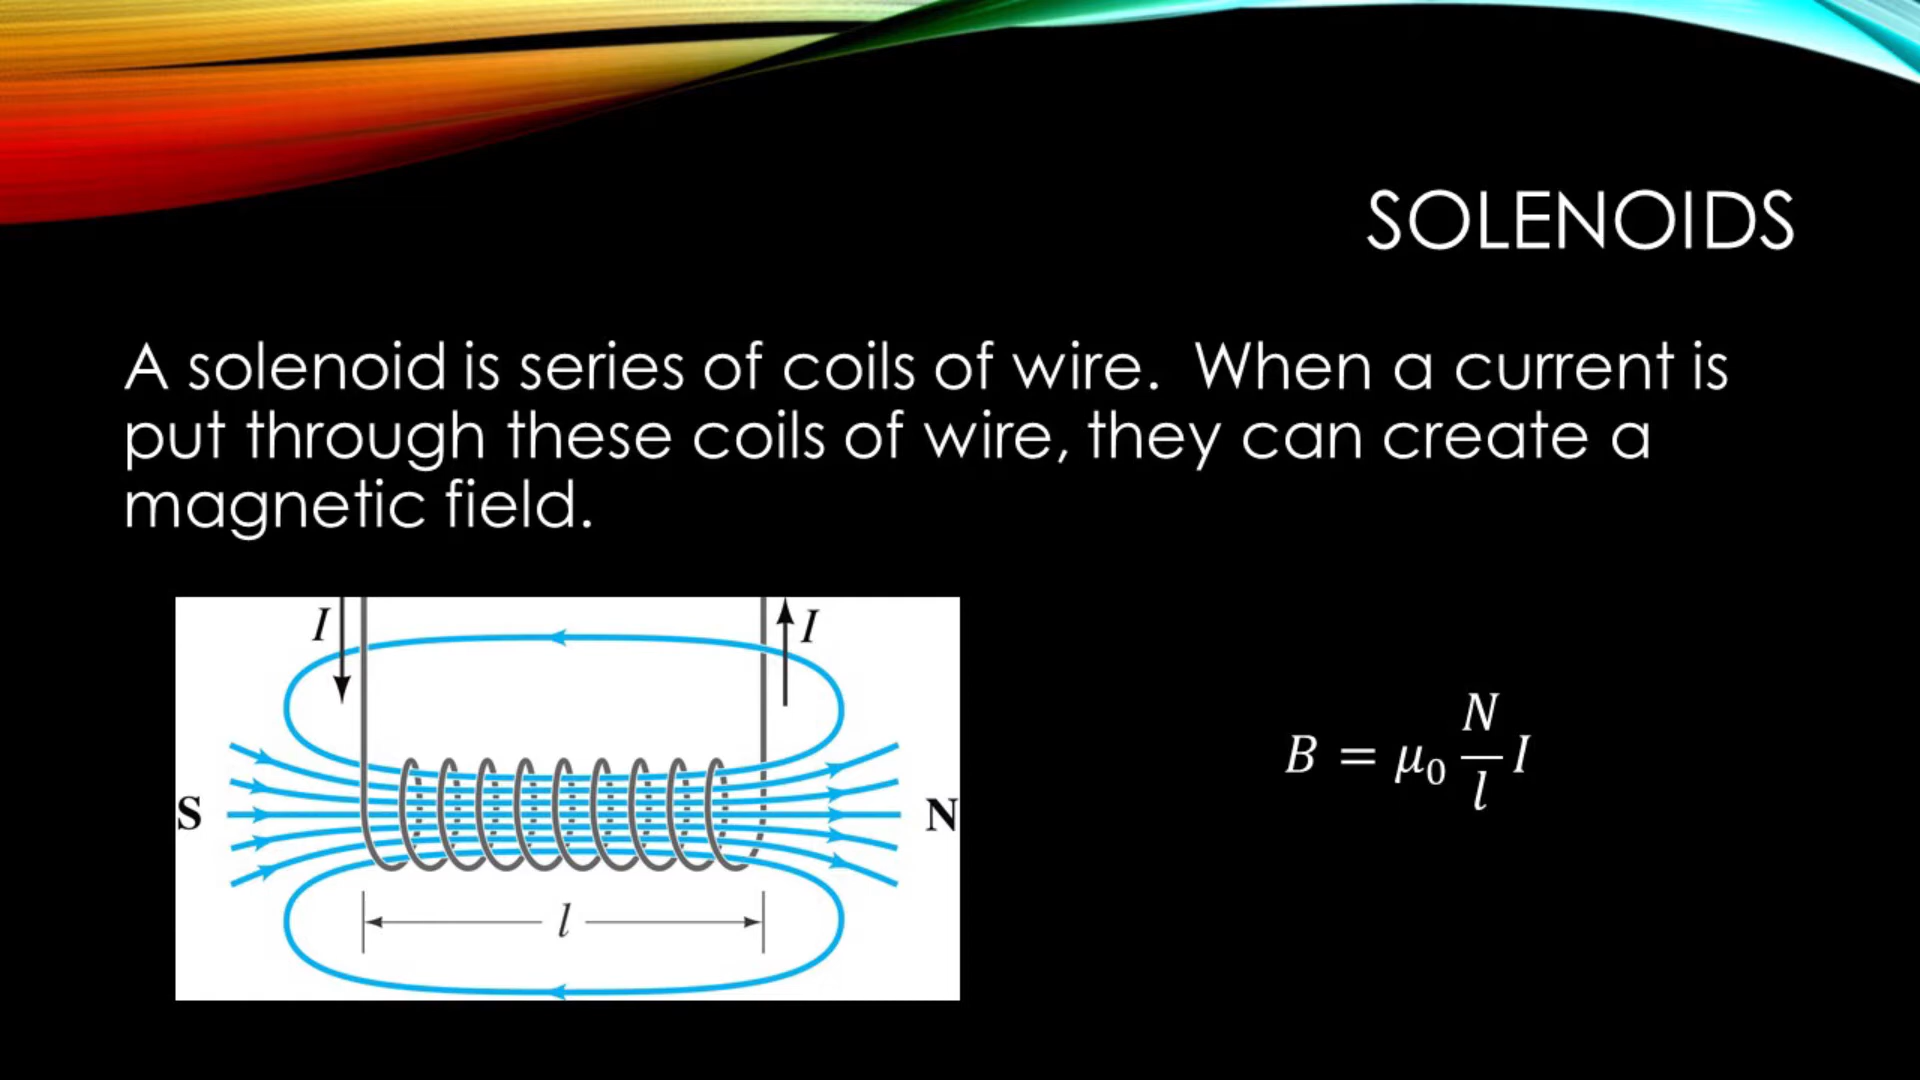 SOLENOIDS
A solenoid is series of coils of wire.  When a current is
put through these coils of wire, they can create a
magnetic field.
I
I
S
N
l
B = μ₀ N/l I